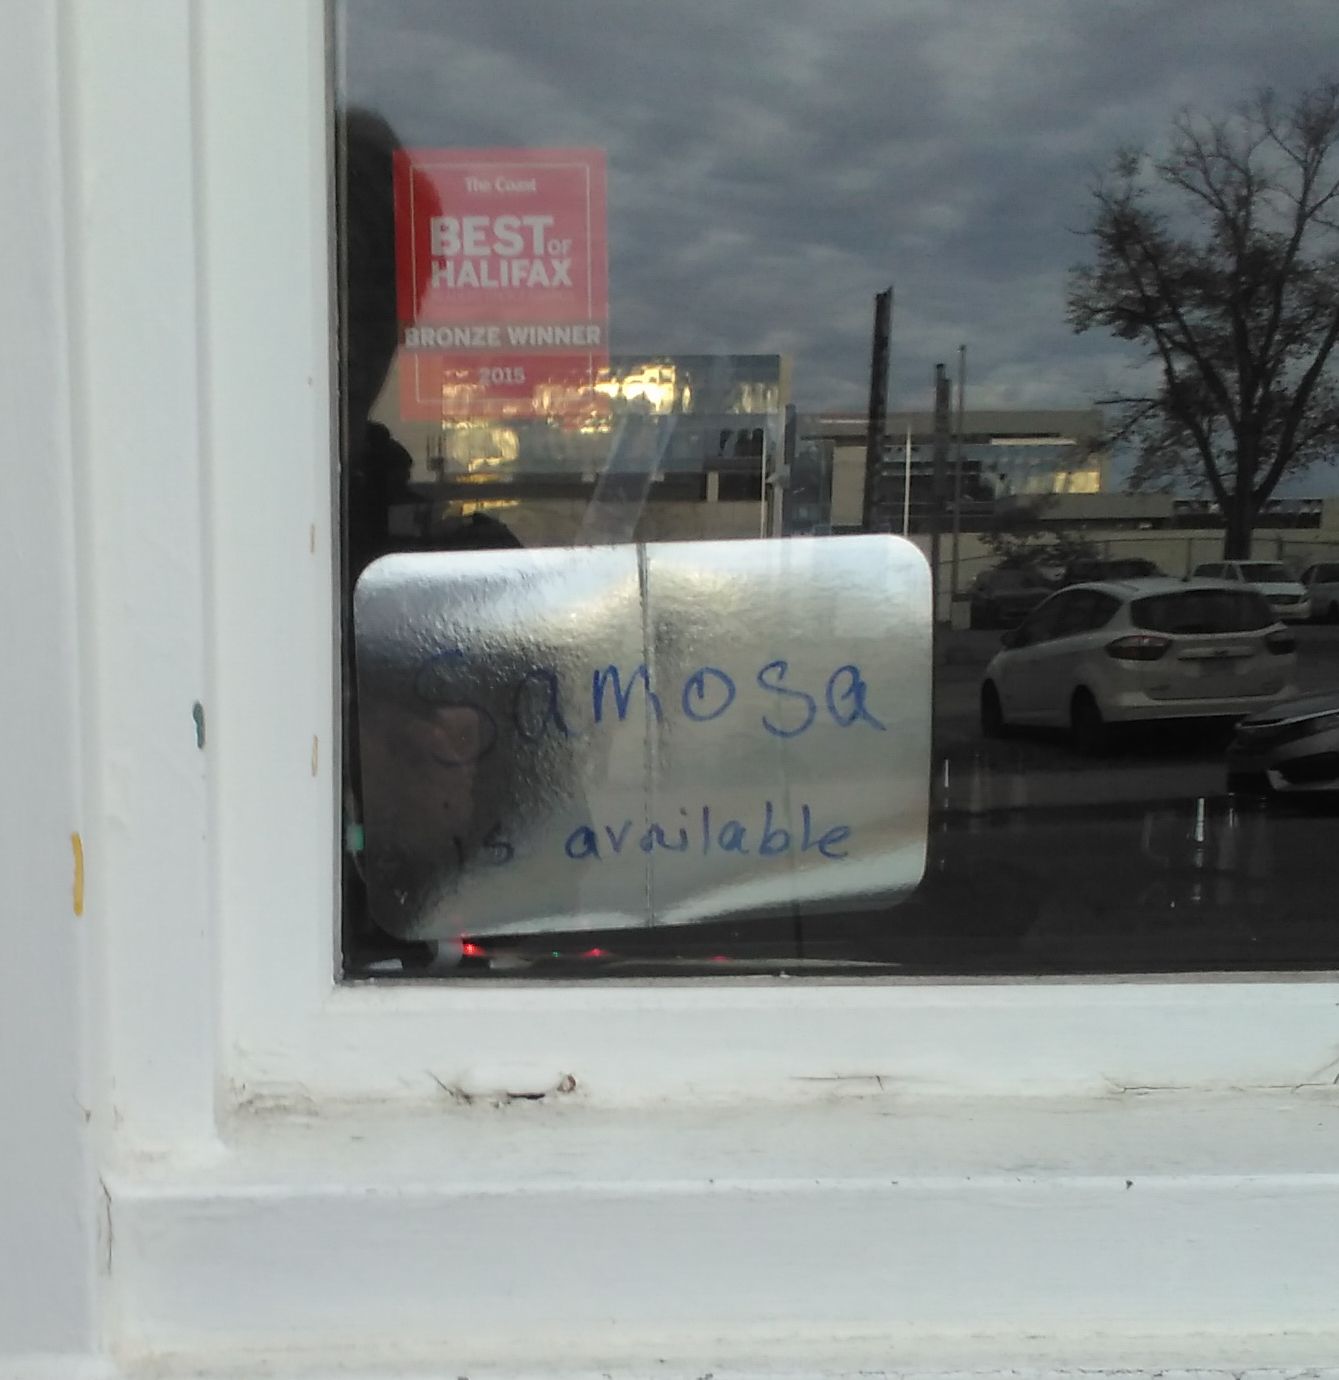 The Coast
BEST OF
HALIFAX
BRONZE WINNER
2015
Samosa
is available